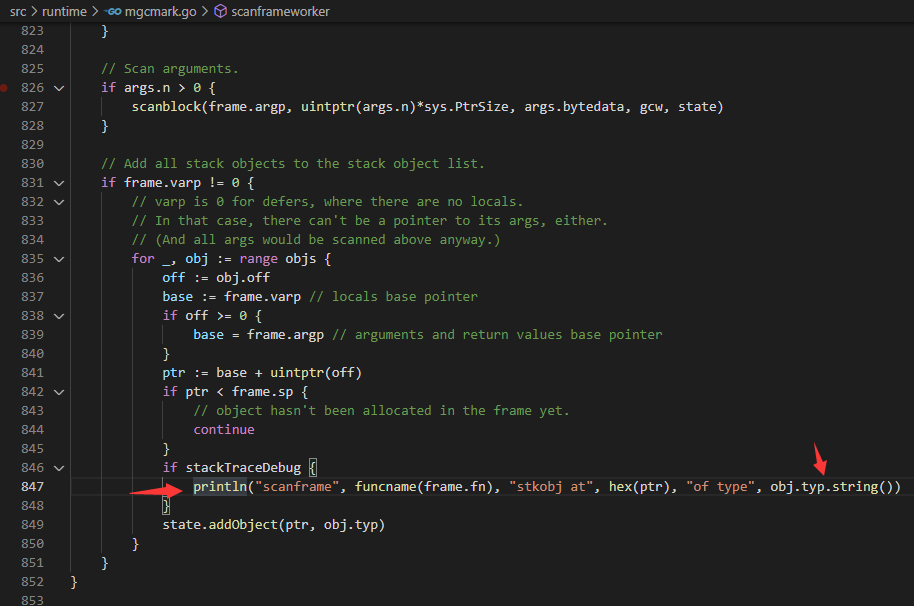 src > runtime > GO mgcmark.go > scanframeworker
823 }
824
825 // Scan arguments.
826 if args.n > 0 {
827 scanblock(frame.argp, uintptr(args.n)*sys.PtrSize, args.bytedata, gcw, state)
828 }
829
830 // Add all stack objects to the stack object list.
831 if frame.varp != 0 {
832 // varp is 0 for defers, where there are no locals.
833 // In that case, there can't be a pointer to its args, either.
834 // (And all args would be scanned above anyway.)
835 for _, obj := range objs {
836 off := obj.off
837 base := frame.varp // locals base pointer
838 if off >= 0 {
839 base = frame.argp // arguments and return values base pointer
840 }
841 ptr := base + uintptr(off)
842 if ptr < frame.sp {
843 // object hasn't been allocated in the frame yet.
844 continue
845 }
846 if stackTraceDebug {
847 println("scanframe", funcname(frame.fn), "stkobj at", hex(ptr), "of type", obj.typ.string())
848 }
849 state.addObject(ptr, obj.typ)
850 }
851 }
852 }
853